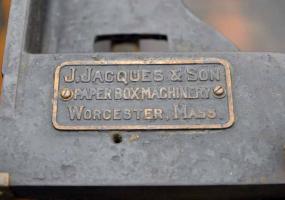 J. JACQUES & SON
PAPER BOX MACHINERY
WORCESTER, MASS.